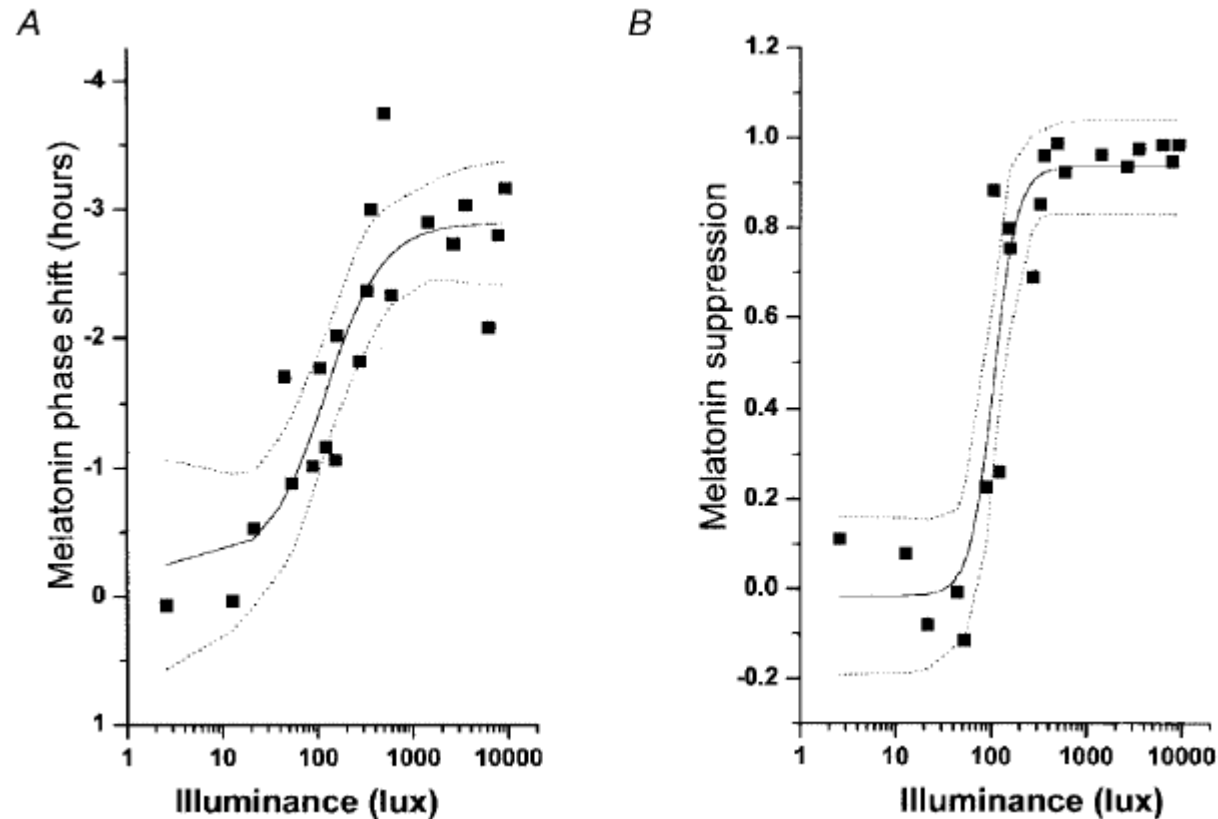 A
Melatonin phase shift (hours)
-4
-3
-2
-1
0
1
1 10 100 1000 10000
Illuminance (lux)
B
Melatonin suppression
1.2
1.0
0.8
0.6
0.4
0.2
0.0
-0.2
1 10 100 1000 10000
Illuminance (lux)